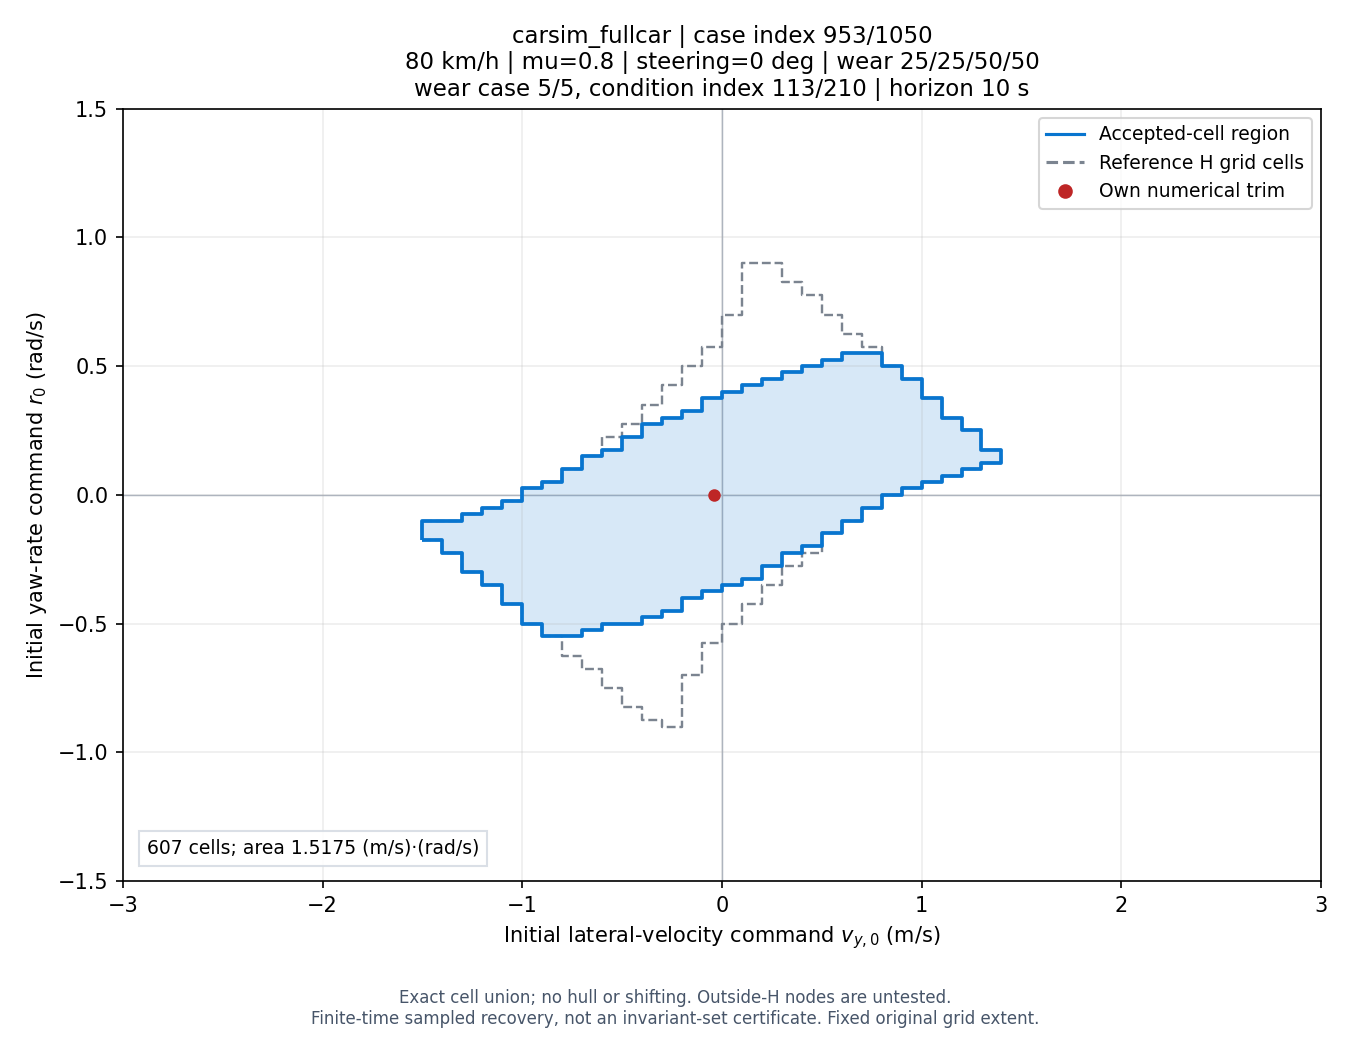 carsim_fullcar | case index 953/1050
80 km/h | mu=0.8 | steering=0 deg | wear 25/25/50/50
wear case 5/5, condition index 113/210 | horizon 10 s
1.5
1.0
0.5
0.0
−0.5
−1.0
−1.5
Initial yaw-rate command r₀ (rad/s)
Accepted-cell region
Reference H grid cells
Own numerical trim
607 cells; area 1.5175 (m/s)·(rad/s)
−3
−2
−1
0
1
2
3
Initial lateral-velocity command v_{y,0} (m/s)
Exact cell union; no hull or shifting. Outside-H nodes are untested.
Finite-time sampled recovery, not an invariant-set certificate. Fixed original grid extent.